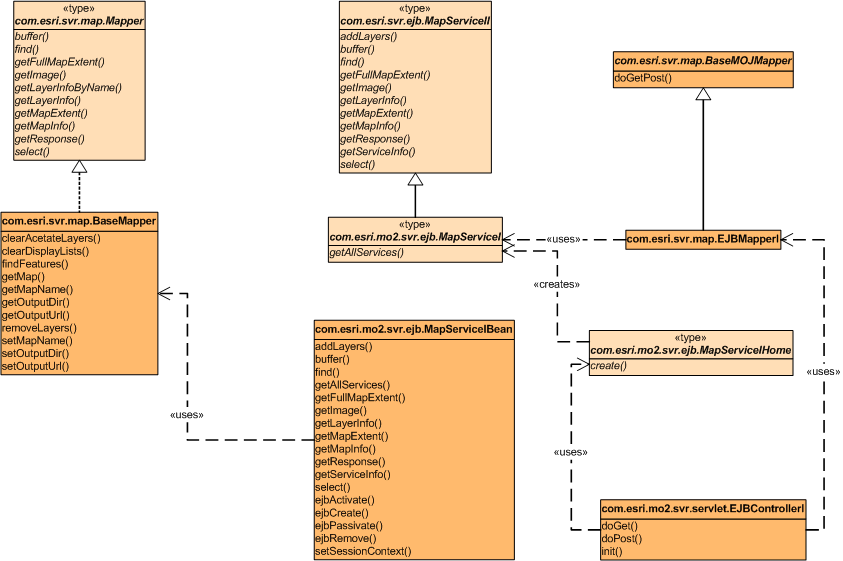 «type»
com.esri.svr.map.Mapper
buffer()
find()
getFullMapExtent()
getImage()
getLayerInfoByName()
getLayerInfo()
getMapExtent()
getMapInfo()
getResponse()
select()
«type»
com.esri.svr.ejb.MapServiceII
addLayers()
buffer()
find()
getFullMapExtent()
getImage()
getLayerInfo()
getMapExtent()
getMapInfo()
getResponse()
getServiceInfo()
select()
com.esri.svr.map.BaseMOJMapper
doGetPost()
com.esri.svr.map.BaseMapper
clearAcetateLayers()
clearDisplayLists()
findFeatures()
getMap()
getMapName()
getOutputDir()
getOutputUrl()
removeLayers()
setMapName()
setOutputDir()
setOutputUrl()
«type»
com.esri.mo2.svr.ejb.MapServiceI
getAllServices()
«uses»
com.esri.svr.map.EJBMapperI
«creates»
com.esri.mo2.svr.ejb.MapServiceIBean
addLayers()
buffer()
find()
getAllServices()
getFullMapExtent()
getImage()
getLayerInfo()
getMapExtent()
getMapInfo()
getResponse()
getServiceInfo()
select()
ejbActivate()
ejbCreate()
ejbPassivate()
ejbRemove()
setSessionContext()
«type»
com.esri.mo2.svr.ejb.MapServiceIHome
create()
«uses»
«uses»
«uses»
com.esri.mo2.svr.servlet.EJBControllerI
doGet()
doPost()
init()